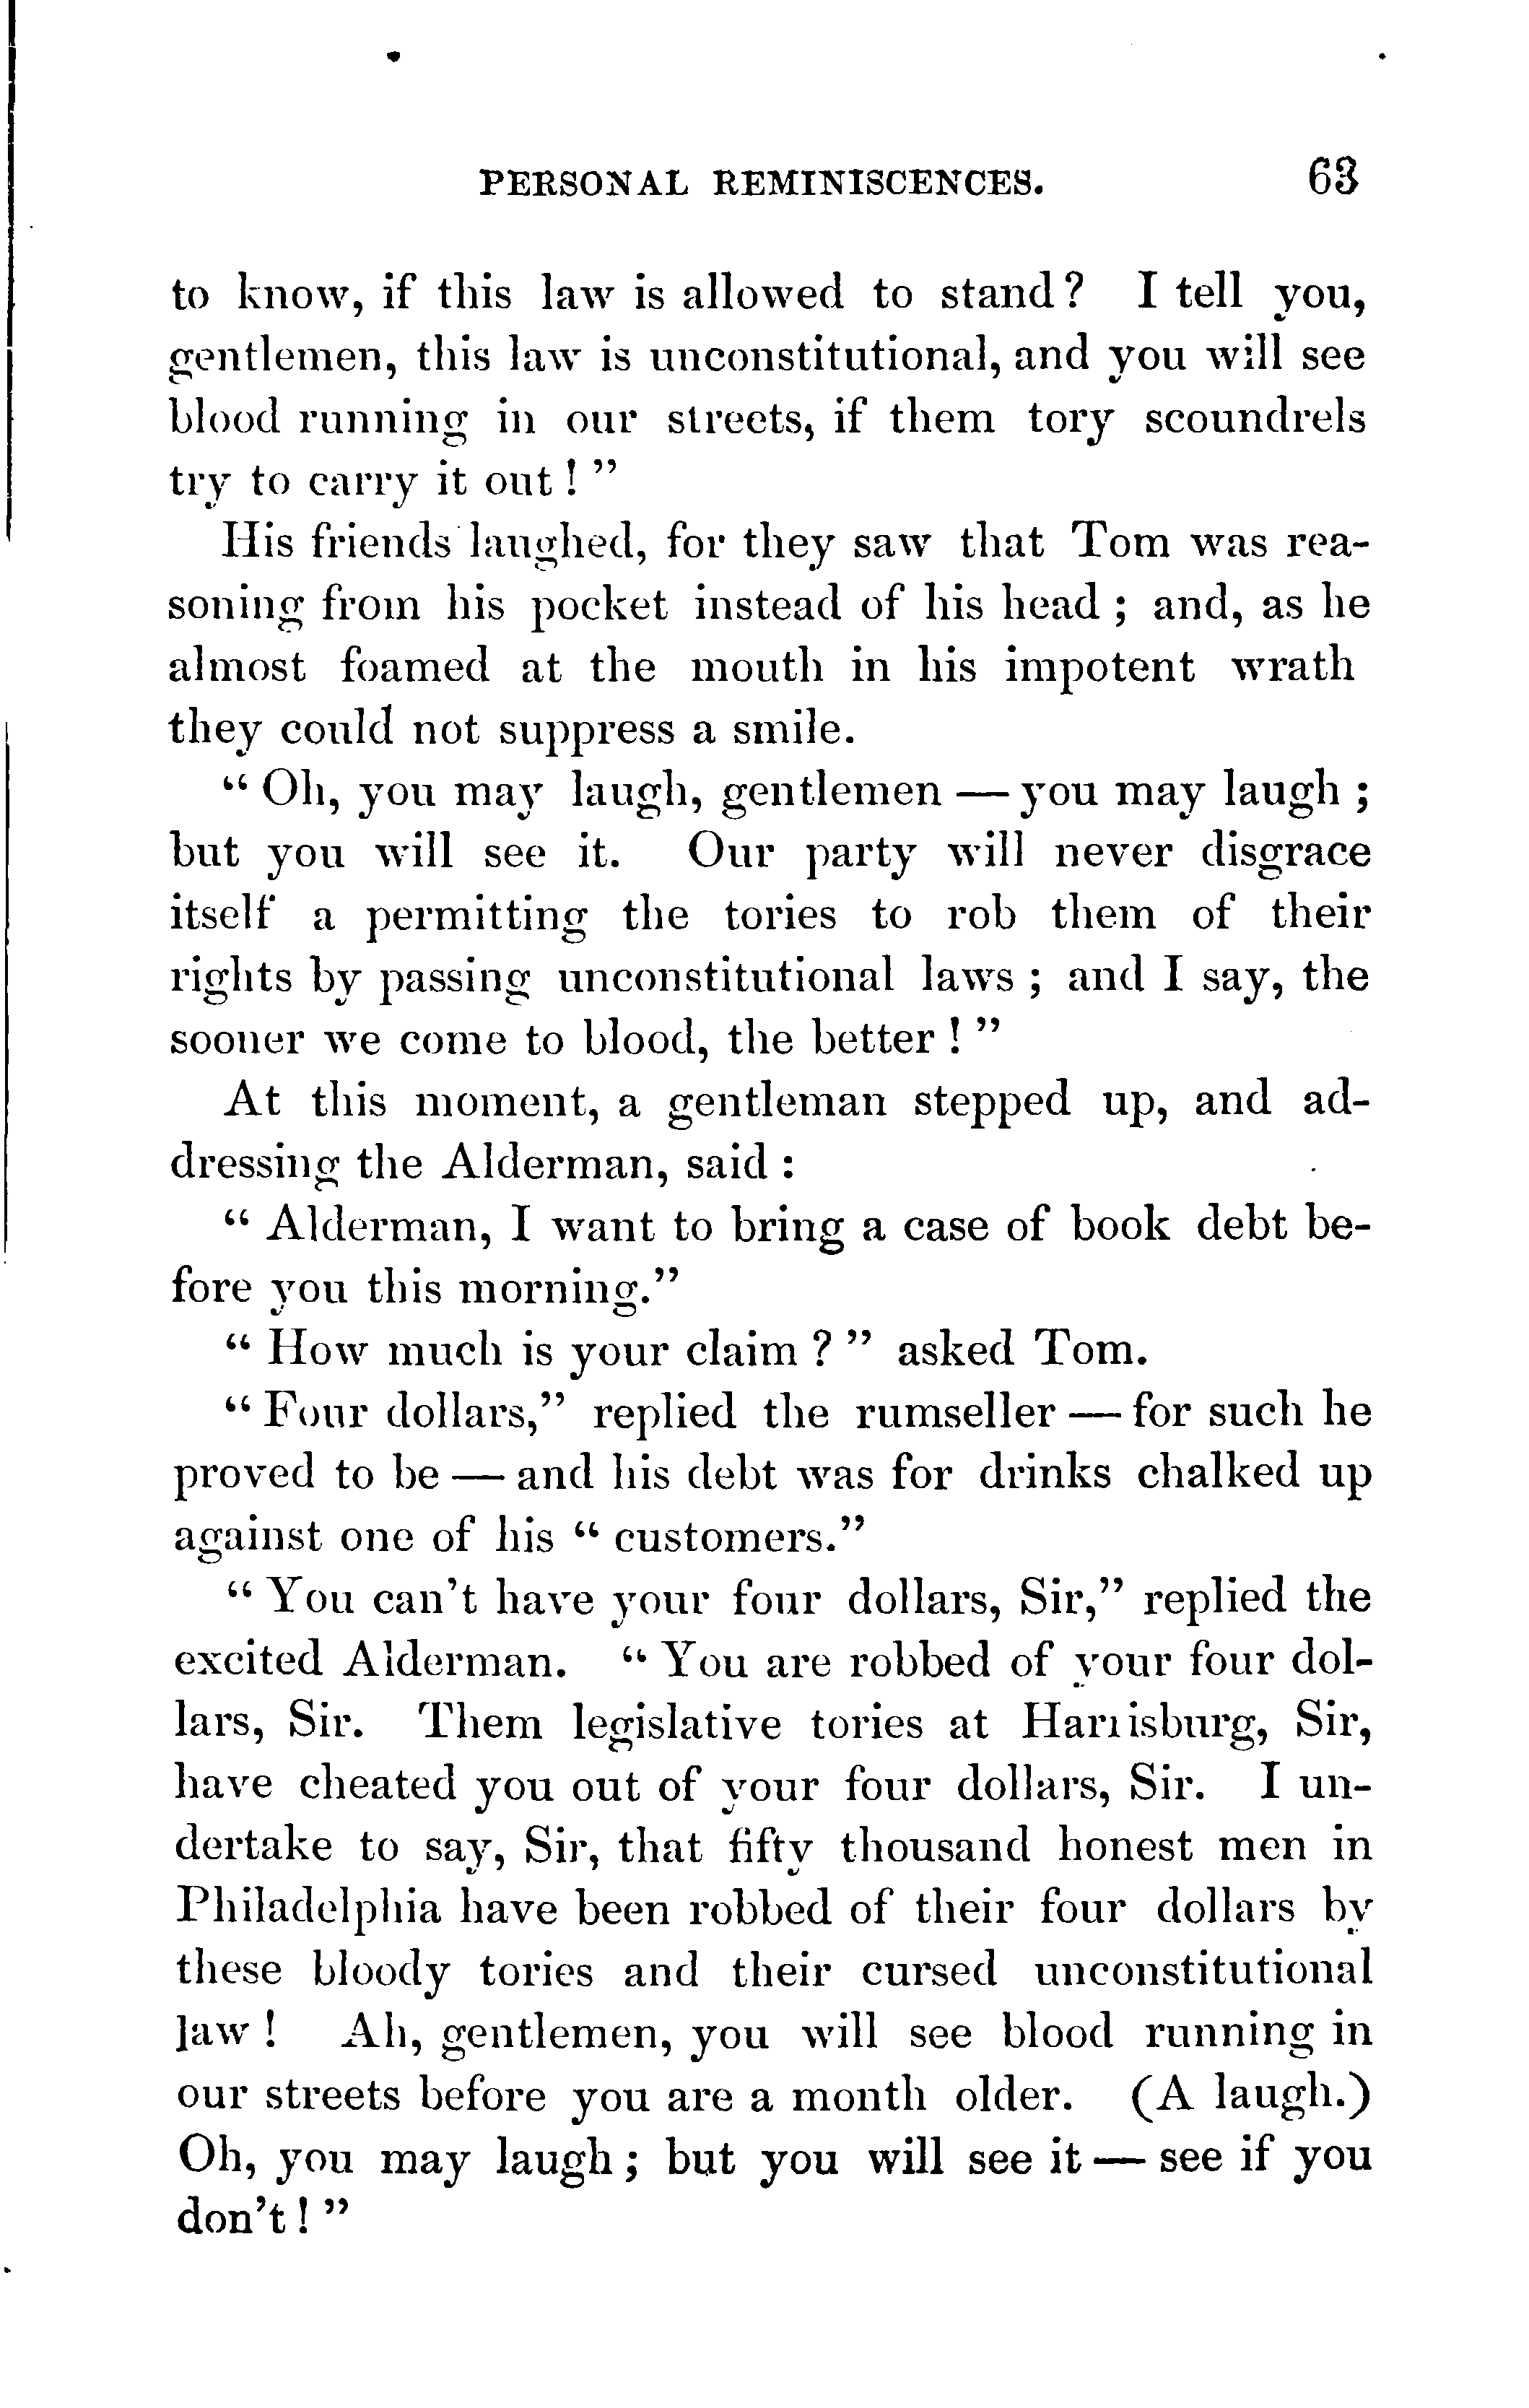 PERSONAL REMINISCENCES. 63
to know, if this law is allowed to stand? I tell you,
gentlemen, this law is unconstitutional, and you will see
blood running in our streets, if them tory scoundrels
try to carry it out! "
His friends laughed, for they saw that Tom was rea-
soning from his pocket instead of his head ; and, as he
almost foamed at the mouth in his impotent wrath
they could not suppress a smile.
" Oh, you may laugh, gentlemen — you may laugh ;
but you will see it. Our party will never disgrace
itself a permitting the tories to rob them of their
rights by passing unconstitutional laws ; and I say, the
sooner we come to blood, the better ! "
At this moment, a gentleman stepped up, and ad-
dressing the Alderman, said :
" Alderman, I want to bring a case of book debt be-
fore you this morning."
" How much is your claim ? " asked Tom.
" Four dollars," replied the rumseller — for such he
proved to be — and his debt was for drinks chalked up
against one of his " customers."
" You can't have your four dollars, Sir," replied the
excited Alderman. " You are robbed of your four dol-
lars, Sir. Them legislative tories at Harrisburg, Sir,
have cheated you out of your four dollars, Sir. I un-
dertake to say, Sir, that fifty thousand honest men in
Philadelphia have been robbed of their four dollars by
these bloody tories and their cursed unconstitutional
law ! Ah, gentlemen, you will see blood running in
our streets before you are a month older. (A laugh.)
Oh, you may laugh ; but you will see it — see if you
don't ! "